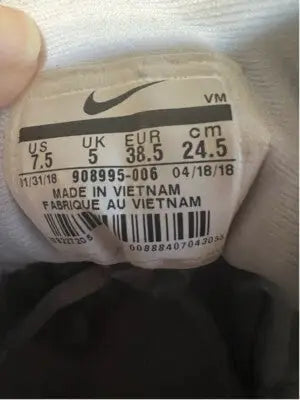 VM
US UK EUR cm
7.5 5 38.5 24.5
01/31/18 908995-006 04/18/18
MADE IN VIETNAM
FABRIQUE AU VIETNAM